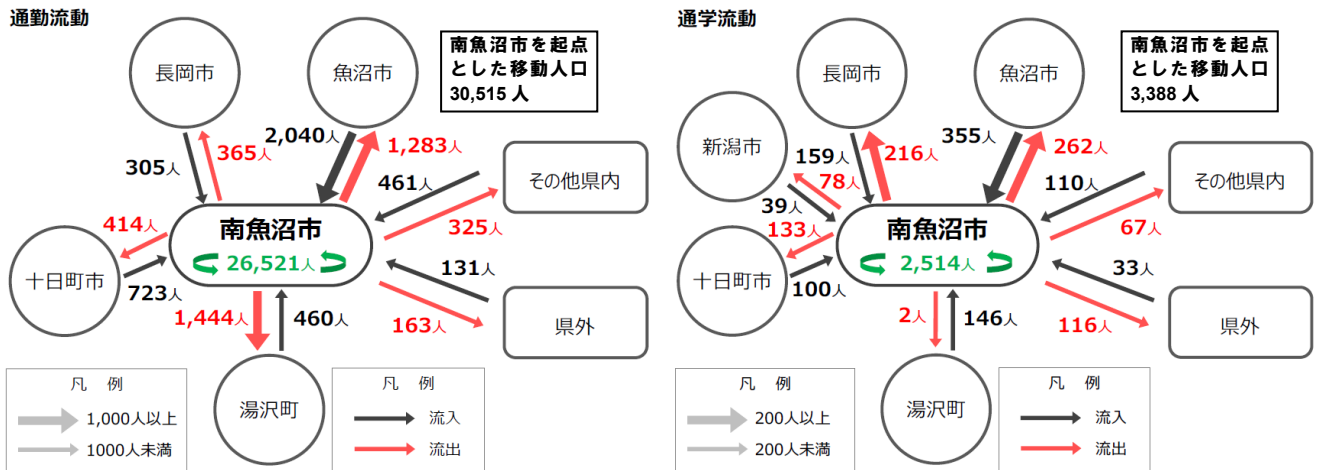 通勤流動
南魚沼市を起点
とした移動人口
30,515 人
長岡市
魚沼市
2,040人
1,283人
305人
365人
461人
その他県内
325人
414人
南魚沼市
26,521人
十日町市
723人
131人
163人
県外
1,444人
460人
湯沢町
凡 例
1,000人以上
1000人未満
凡 例
流入
流出
通学流動
南魚沼市を起点
とした移動人口
3,388 人
長岡市
魚沼市
新潟市
159人
216人
355人
262人
78人
39人
110人
その他県内
67人
133人
南魚沼市
2,514人
十日町市
100人
33人
116人
県外
2人
146人
湯沢町
凡 例
200人以上
200人未満
凡 例
流入
流出